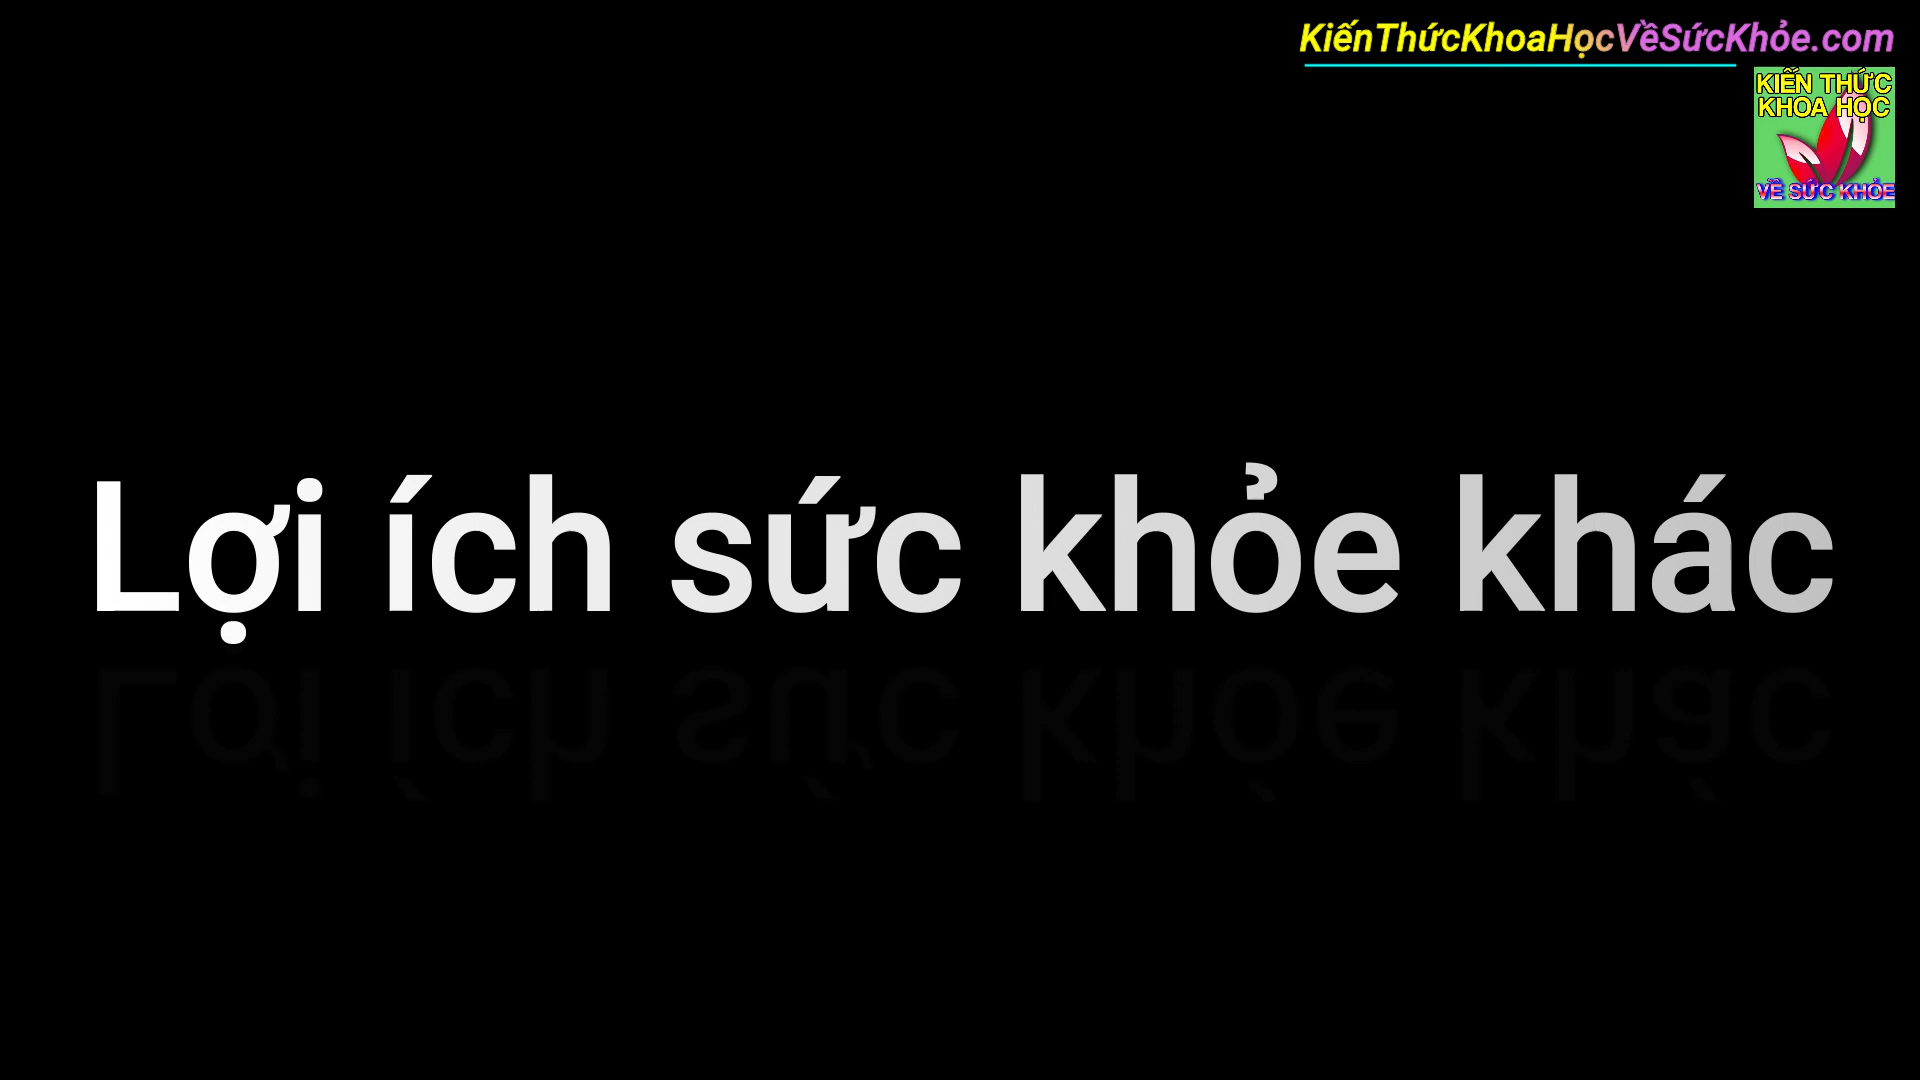 KiếnThứcKhoaHọcVềSứcKhỏe.com
KIẾN THỨC
KHOA HỌC
VỀ SỨC KHỎE
Lợi ích sức khỏe khác